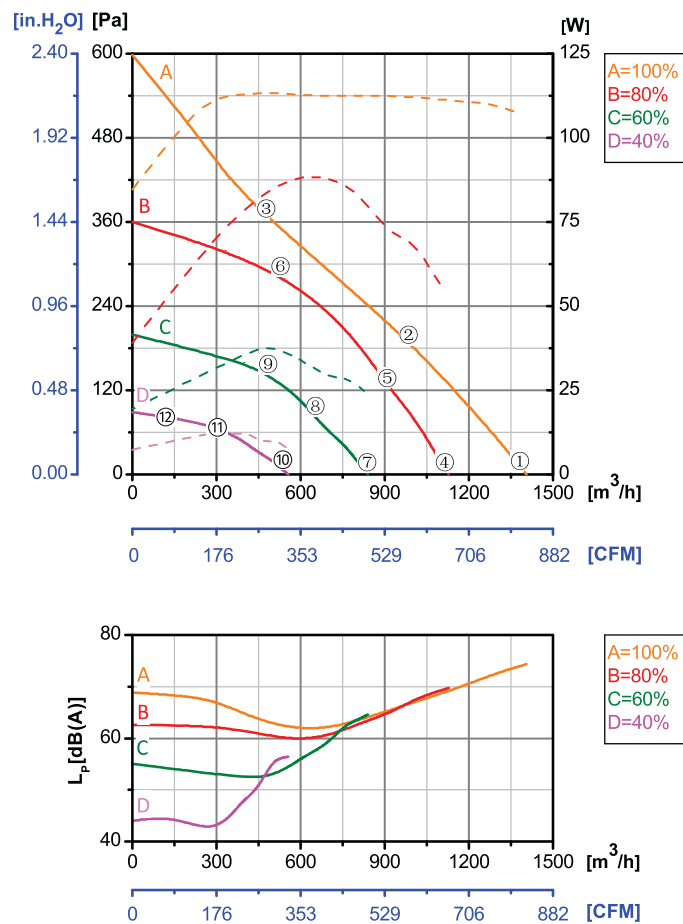 [in.H2O] [Pa] [W]
2.40 600 125
A A=100%
B=80%
C=60%
D=40%
1.92 480 100
③
1.44 360 75
B
⑥
0.96 240 50
②
C
⑨ ⑤
0.48 120 25
D
⑫ ⑪ ⑧
⑩ ⑦ ④ ①
0.00 0 0
0 300 600 900 1200 1500 [m³/h]
0 176 353 529 706 882 [CFM]
80
A A=100%
B=80%
C=60%
D=40%
B
LP[dB(A)]
60
C
D
40
0 300 600 900 1200 1500 [m³/h]
0 176 353 529 706 882 [CFM]